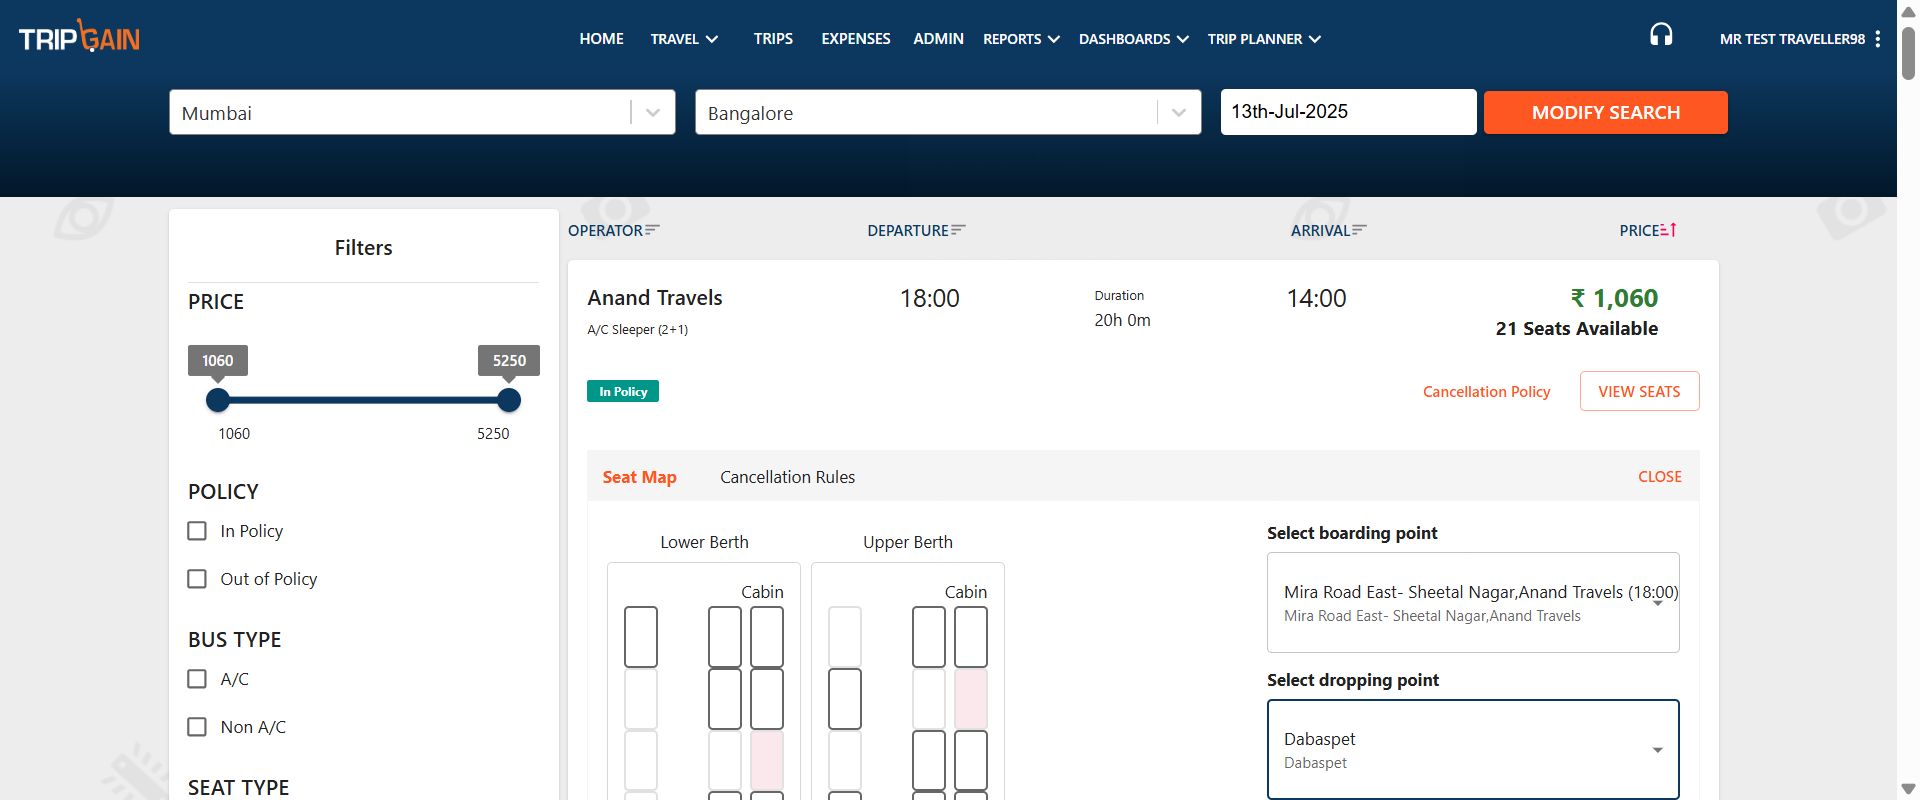 TRIPGAIN
HOME TRAVEL TRIPS EXPENSES ADMIN REPORTS DASHBOARDS TRIP PLANNER
MR TEST TRAVELLER98
Mumbai
Bangalore
13th-Jul-2025
MODIFY SEARCH
Filters
PRICE
1060
5250
1060
5250
POLICY
In Policy
Out of Policy
BUS TYPE
A/C
Non A/C
SEAT TYPE
OPERATOR DEPARTURE ARRIVAL PRICE
Anand Travels
A/C Sleeper (2+1)
18:00
Duration
20h 0m
14:00
₹ 1,060
21 Seats Available
In Policy
Cancellation Policy
VIEW SEATS
Seat Map
Cancellation Rules
CLOSE
Lower Berth
Cabin
Upper Berth
Cabin
Select boarding point
Mira Road East- Sheetal Nagar,Anand Travels (18:00)
Mira Road East- Sheetal Nagar,Anand Travels
Select dropping point
Dabaspet
Dabaspet